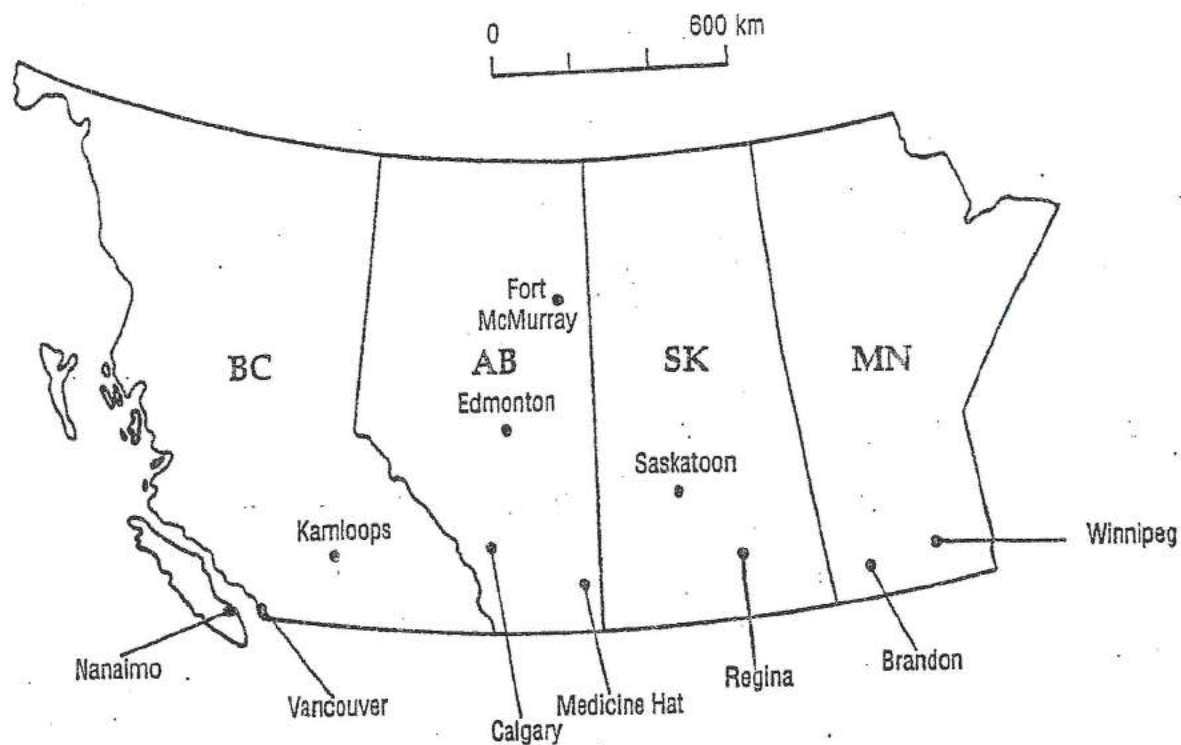 0 600 km
Fort
McMurray
BC
AB
SK
MN
Edmonton
Saskatoon
Kamloops
Winnipeg
Nanaimo
Vancouver
Calgary
Medicine Hat
Regina
Brandon